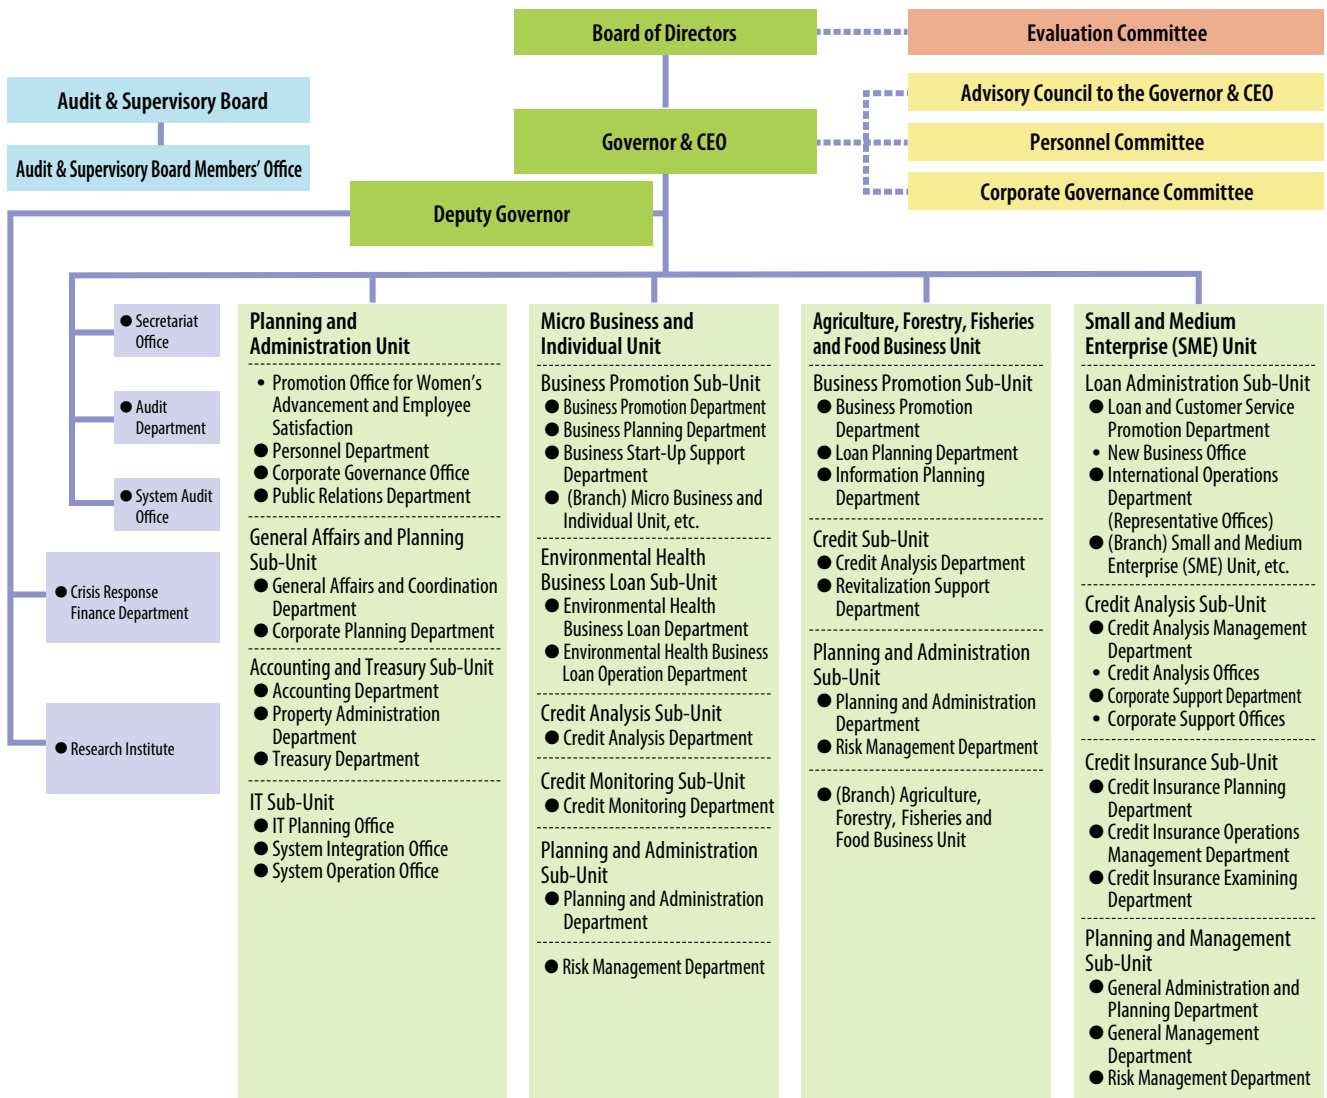 Board of Directors
Evaluation Committee
Audit & Supervisory Board
Advisory Council to the Governor & CEO
Governor & CEO
Personnel Committee
Audit & Supervisory Board Members' Office
Corporate Governance Committee
Deputy Governor
● Secretariat
Office
● Audit
Department
● System Audit
Office
● Crisis Response
Finance Department
● Research Institute
Planning and
Administration Unit
• Promotion Office for Women's
Advancement and Employee
Satisfaction
● Personnel Department
● Corporate Governance Office
● Public Relations Department
General Affairs and Planning
Sub-Unit
● General Affairs and Coordination
Department
● Corporate Planning Department
Accounting and Treasury Sub-Unit
● Accounting Department
● Property Administration
Department
● Treasury Department
IT Sub-Unit
● IT Planning Office
● System Integration Office
● System Operation Office
Micro Business and
Individual Unit
Business Promotion Sub-Unit
● Business Promotion Department
● Business Planning Department
● Business Start-Up Support
Department
● (Branch) Micro Business and
Individual Unit, etc.
Environmental Health
Business Loan Sub-Unit
● Environmental Health
Business Loan Department
● Environmental Health Business
Loan Operation Department
Credit Analysis Sub-Unit
● Credit Analysis Department
Credit Monitoring Sub-Unit
● Credit Monitoring Department
Planning and Administration
Sub-Unit
● Planning and Administration
Department
● Risk Management Department
Agriculture, Forestry, Fisheries
and Food Business Unit
Business Promotion Sub-Unit
● Business Promotion
Department
● Loan Planning Department
● Information Planning
Department
Credit Sub-Unit
● Credit Analysis Department
● Revitalization Support
Department
Planning and Administration
Sub-Unit
● Planning and Administration
Department
● Risk Management Department
● (Branch) Agriculture,
Forestry, Fisheries and
Food Business Unit
Small and Medium
Enterprise (SME) Unit
Loan Administration Sub-Unit
● Loan and Customer Service
Promotion Department
• New Business Office
● International Operations
Department
(Representative Offices)
● (Branch) Small and Medium
Enterprise (SME) Unit, etc.
Credit Analysis Sub-Unit
● Credit Analysis Management
Department
• Credit Analysis Offices
● Corporate Support Department
• Corporate Support Offices
Credit Insurance Sub-Unit
● Credit Insurance Planning
Department
● Credit Insurance Operations
Management Department
● Credit Insurance Examining
Department
Planning and Management
Sub-Unit
● General Administration and
Planning Department
● General Management
Department
● Risk Management Department